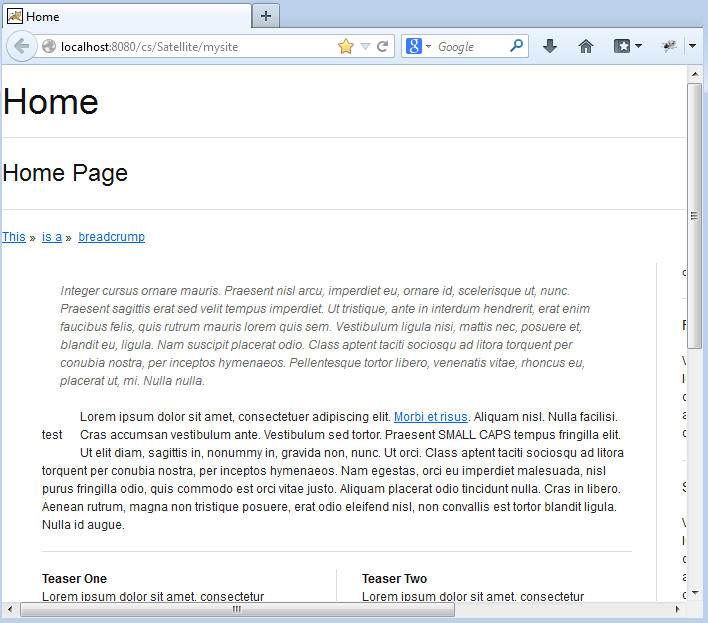 Home
localhost:8080/cs/Satellite/mysite
Google
Home
Home Page
This » is a » breadcrump
Integer cursus ornare mauris. Praesent nisl arcu, imperdiet eu, ornare id, scelerisque ut, nunc.
Praesent sagittis erat sed velit tempus imperdiet. Ut tristique, ante in interdum hendrerit, erat enim
faucibus felis, quis rutrum mauris lorem quis sem. Vestibulum ligula nisi, mattis nec, posuere et,
blandit eu, ligula. Nam suscipit placerat odio. Class aptent taciti sociosqu ad litora torquent per
conubia nostra, per inceptos hymenaeos. Pellentesque tortor libero, venenatis vitae, rhoncus eu,
placerat ut, mi. Nulla nulla.
Lorem ipsum dolor sit amet, consectetuer adipiscing elit. Morbi et risus. Aliquam nisl. Nulla facilisi.
test Cras accumsan vestibulum ante. Vestibulum sed tortor. Praesent SMALL CAPS tempus fringilla elit.
Ut elit diam, sagittis in, nonummy in, gravida non, nunc. Ut orci. Class aptent taciti sociosqu ad litora
torquent per conubia nostra, per inceptos hymenaeos. Nam egestas, orci eu imperdiet malesuada, nisl
purus fringilla odio, quis commodo est orci vitae justo. Aliquam placerat odio tincidunt nulla. Cras in libero.
Aenean rutrum, magna non tristique posuere, erat odio eleifend nisl, non convallis est tortor blandit ligula.
Nulla id augue.
Teaser One
Lorem ipsum dolor sit amet, consectetur
Teaser Two
Lorem ipsum dolor sit amet, consectetur